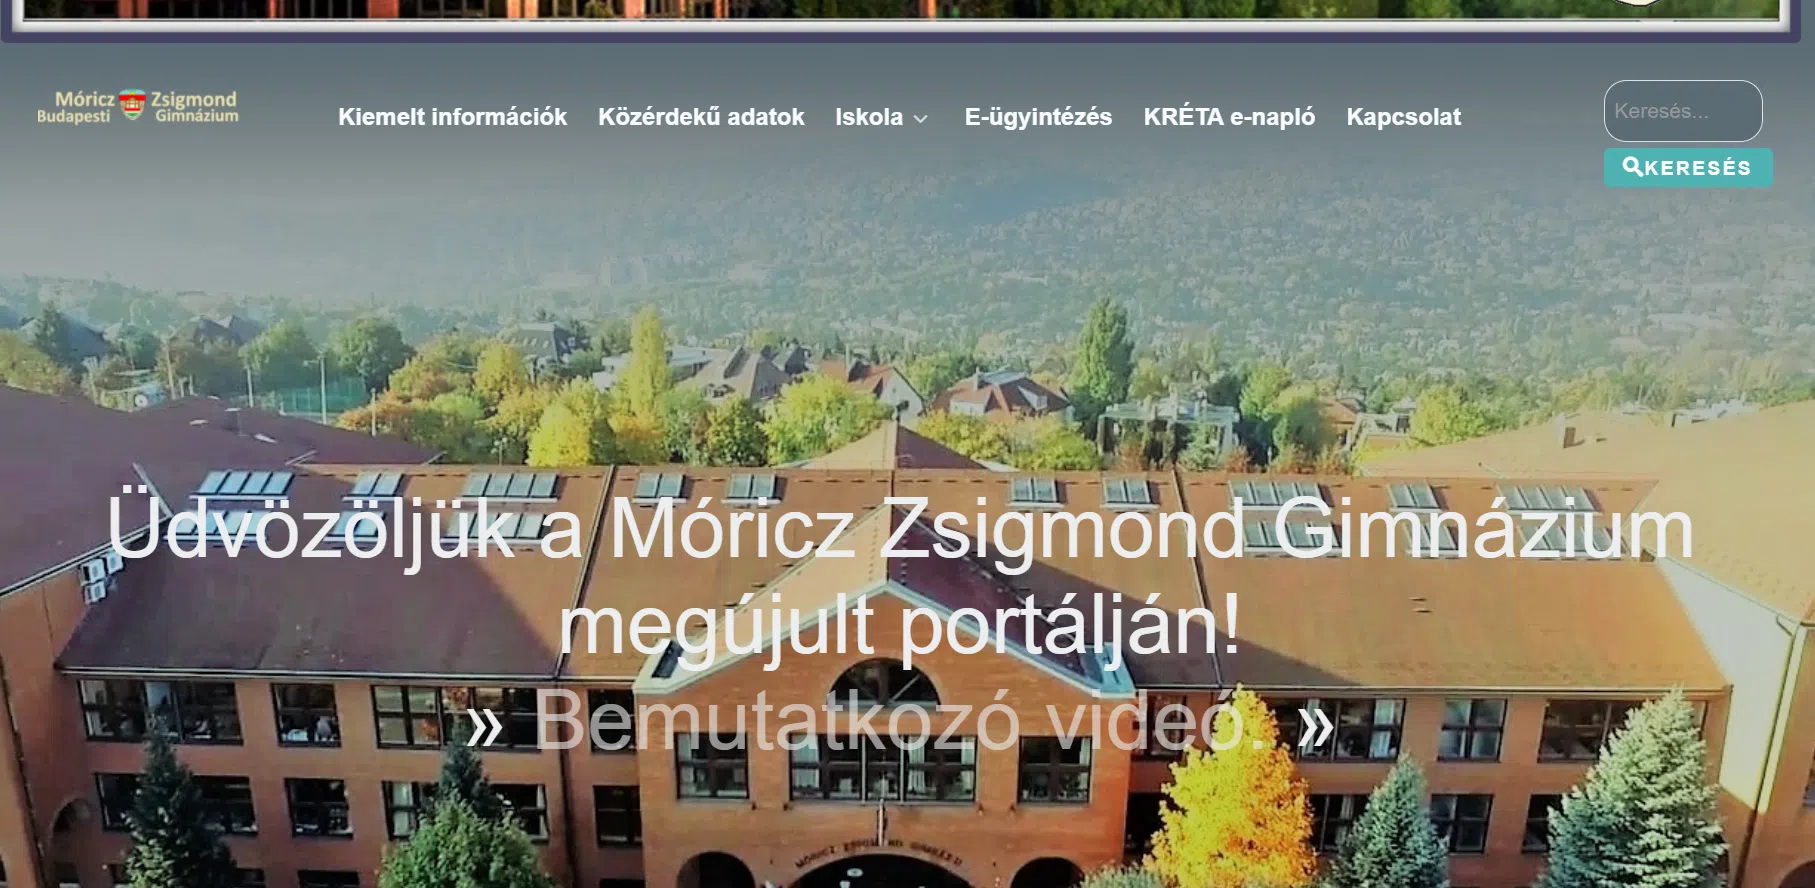 Móricz Zsigmond
Budapesti Gimnázium
Kiemelt információk Közérdekű adatok Iskola E-ügyintézés KRÉTA e-napló Kapcsolat
Keresés...
KERESÉS
Üdvözöljük a Móricz Zsigmond Gimnázium
megújult portálján!
» Bemutatkozó videó. »
MÓRICZ ZSIGMOND GIMNÁZIUM